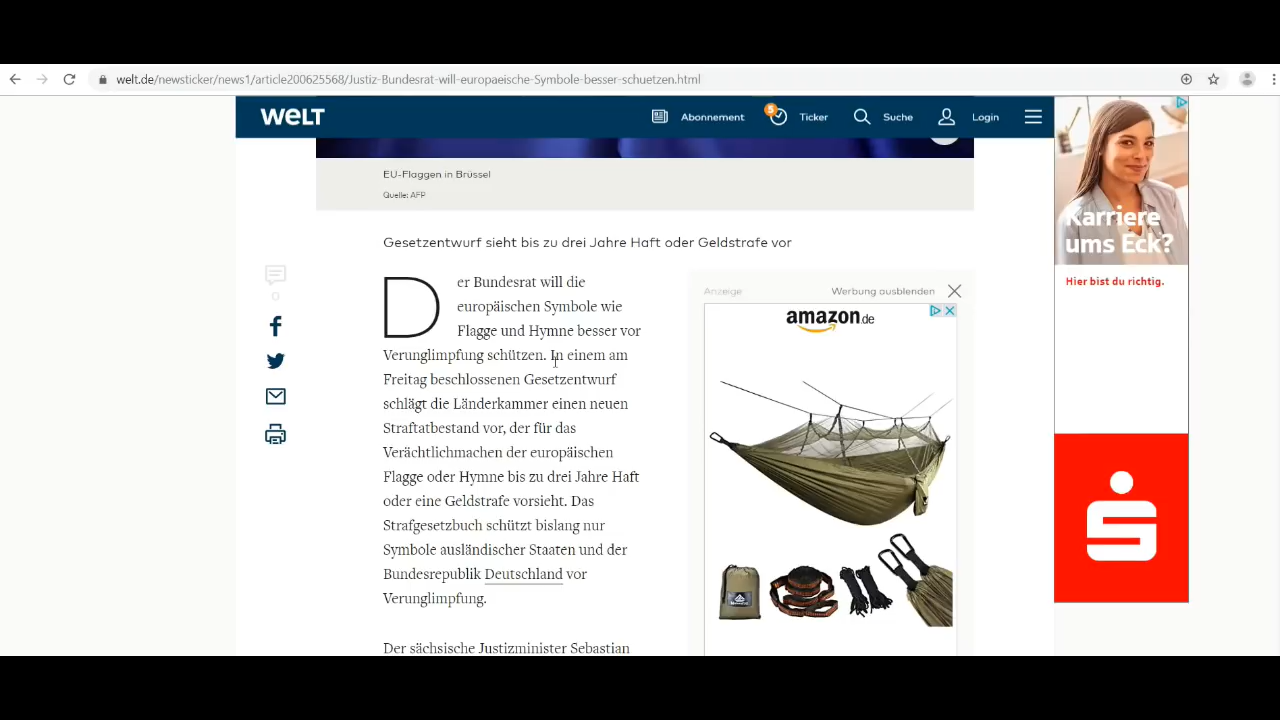 welt.de/newsticker/news1/article200625568/Justiz-Bundesrat-will-europaeische-Symbole-besser-schuetzen.html
WELT
Abonnement
5
Ticker
Suche
Login
EU-Flaggen in Brüssel
Quelle: AFP
Gesetzentwurf sieht bis zu drei Jahre Haft oder Geldstrafe vor
0
Der Bundesrat will die
europäischen Symbole wie
Flagge und Hymne besser vor
Verunglimpfung schützen. In einem am
Freitag beschlossenen Gesetzentwurf
schlägt die Länderkammer einen neuen
Straftatbestand vor, der für das
Verächtlichmachen der europäischen
Flagge oder Hymne bis zu drei Jahre Haft
oder eine Geldstrafe vorsieht. Das
Strafgesetzbuch schützt bislang nur
Symbole ausländischer Staaten und der
Bundesrepublik Deutschland vor
Verunglimpfung.
Der sächsische Justizminister Sebastian
Anzeige
Werbung ausblenden
amazon.de
Karriere
ums Eck?
Hier bist du richtig.